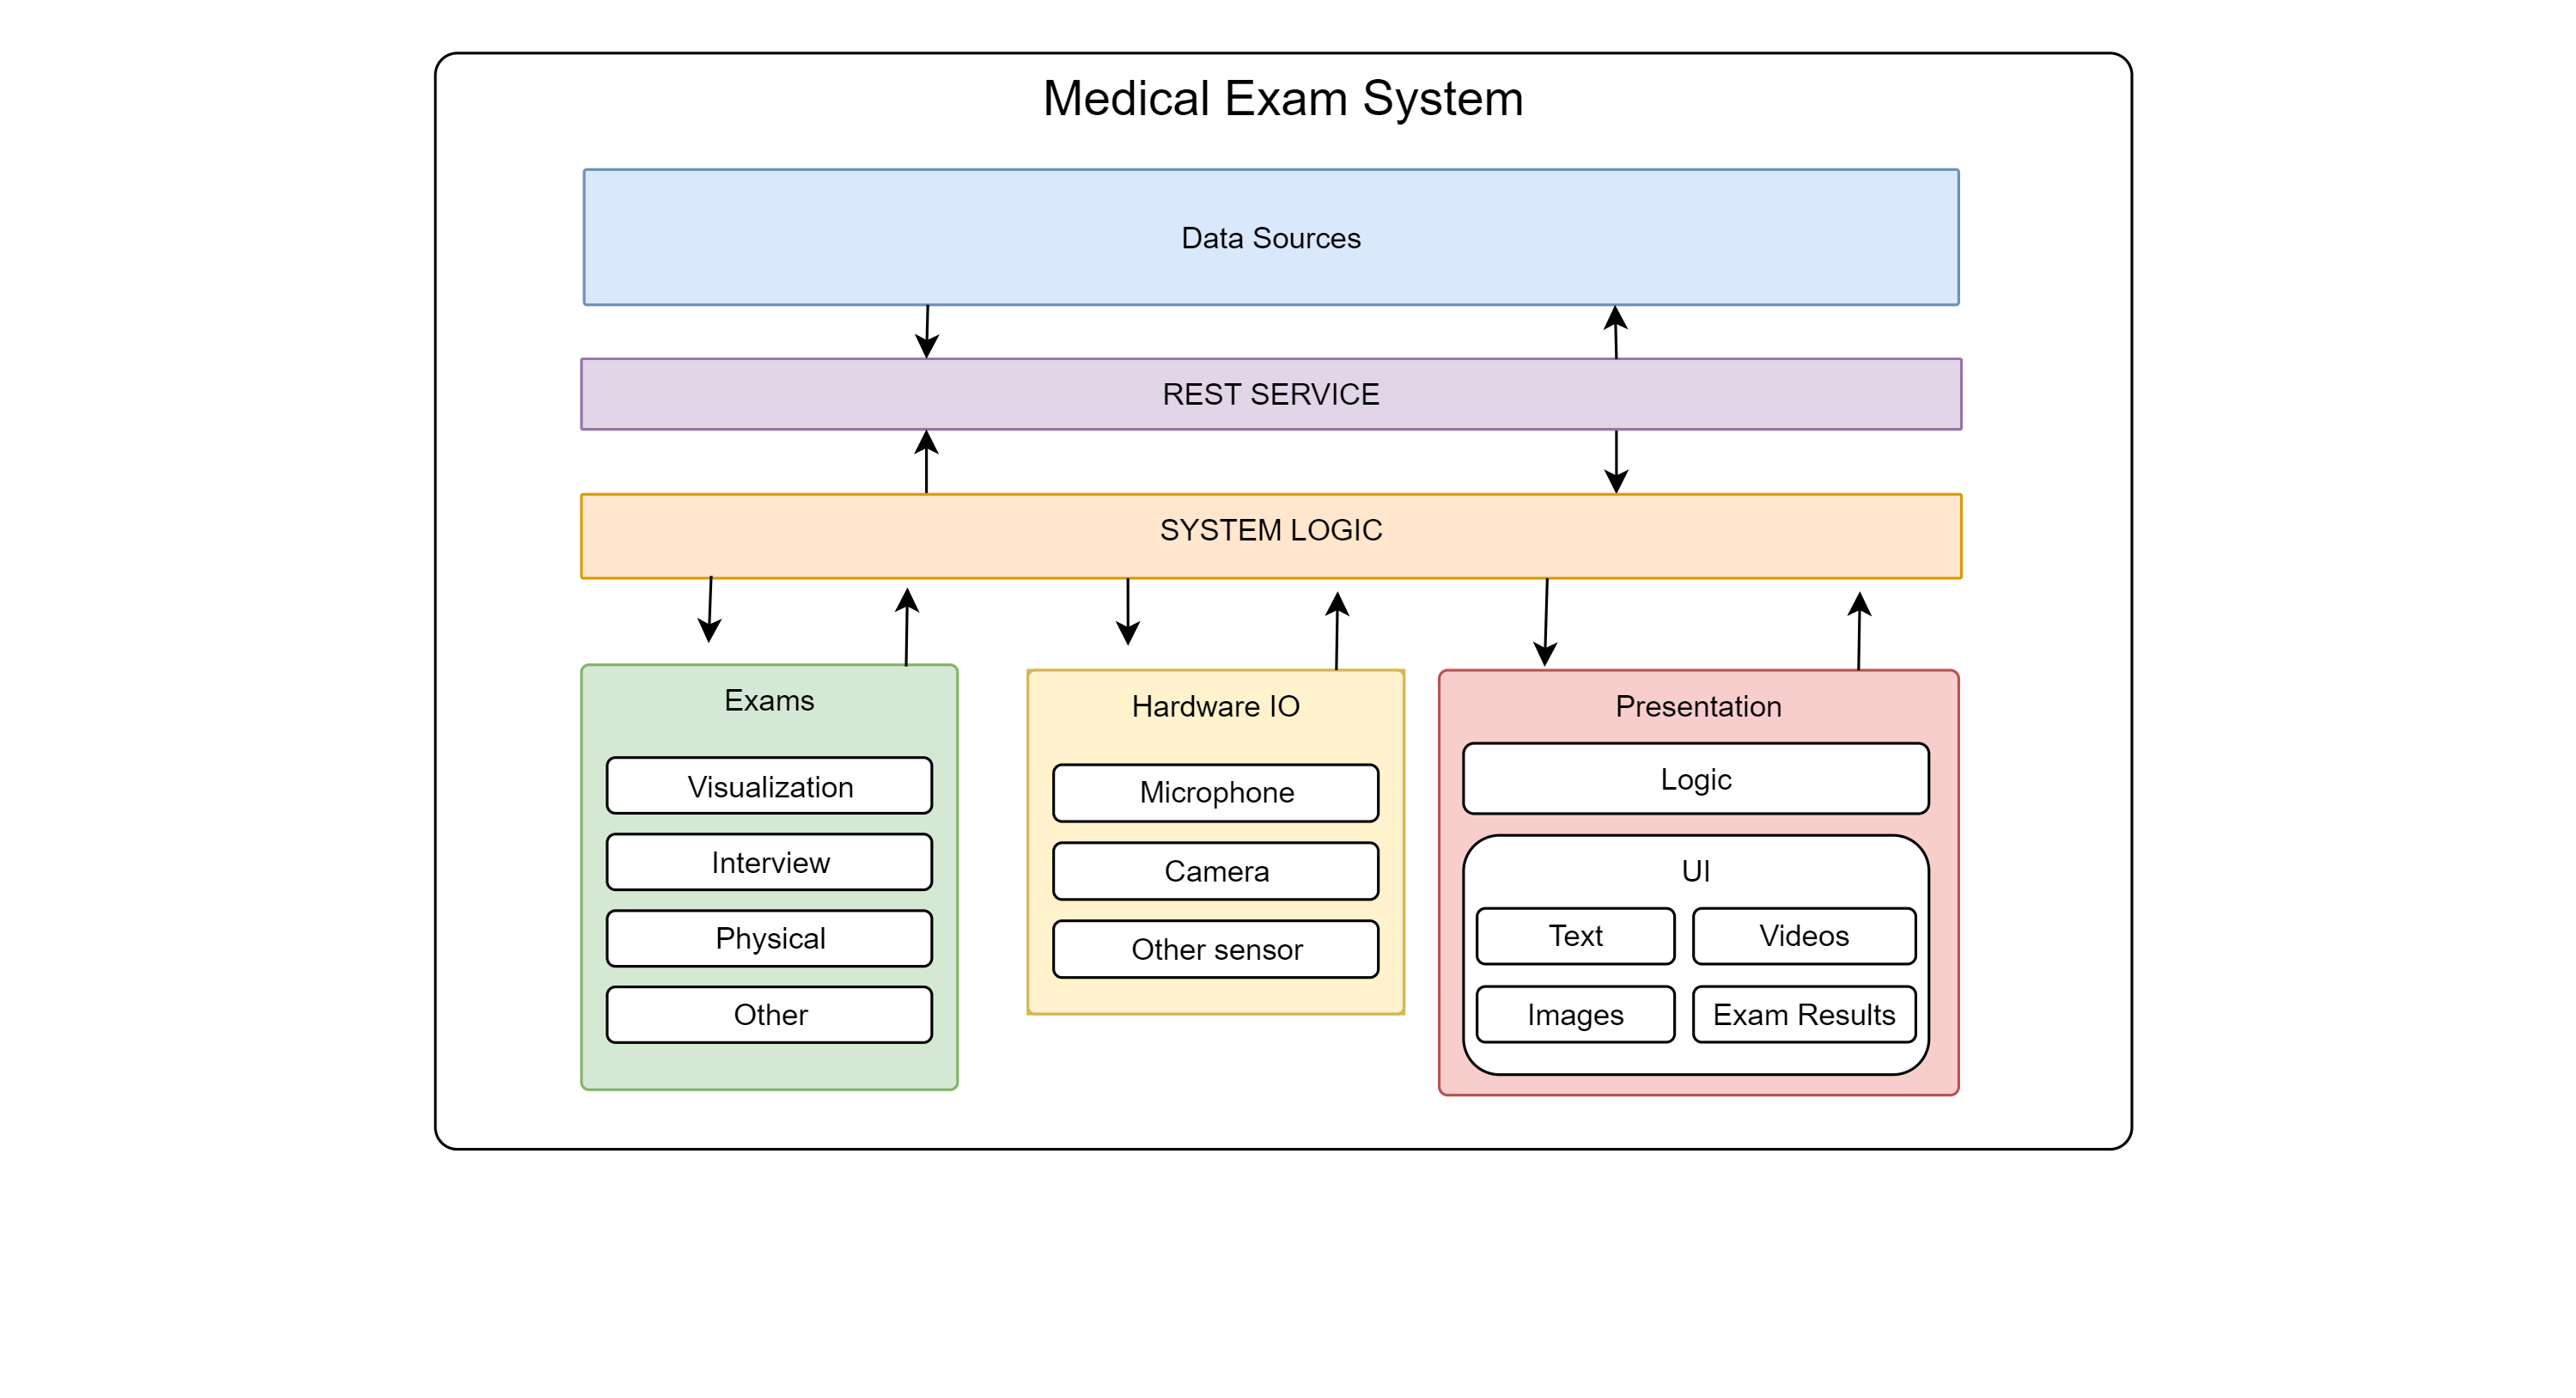 Medical Exam System
Data Sources
REST SERVICE
SYSTEM LOGIC
Exams
Visualization
Interview
Physical
Other
Hardware IO
Microphone
Camera
Other sensor
Presentation
Logic
UI
Text
Videos
Images
Exam Results